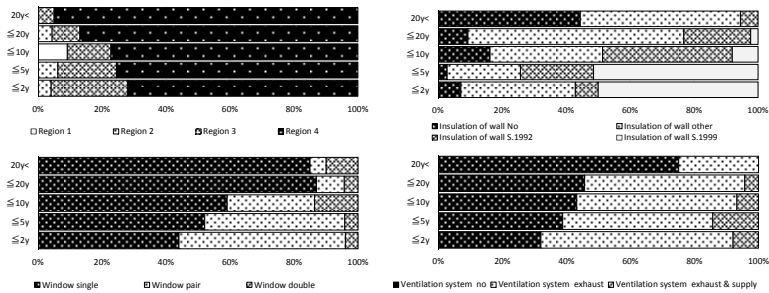 20y<
≦20y
≦10y
≦5y
≦2y
0% 20% 40% 60% 80% 100%
Region 1 Region 2 Region 3 Region 4
20y<
≦20y
≦10y
≦5y
≦2y
0% 20% 40% 60% 80% 100%
Insulation of wall No Insulation of wall other
Insulation of wall S.1992 Insulation of wall S.1999
20y<
≦20y
≦10y
≦5y
≦2y
0% 20% 40% 60% 80% 100%
Window single Window pair Window double
20y<
≦20y
≦10y
≦5y
≦2y
0% 20% 40% 60% 80% 100%
Ventilation system no Ventilation system exhaust Ventilation system exhaust & supply